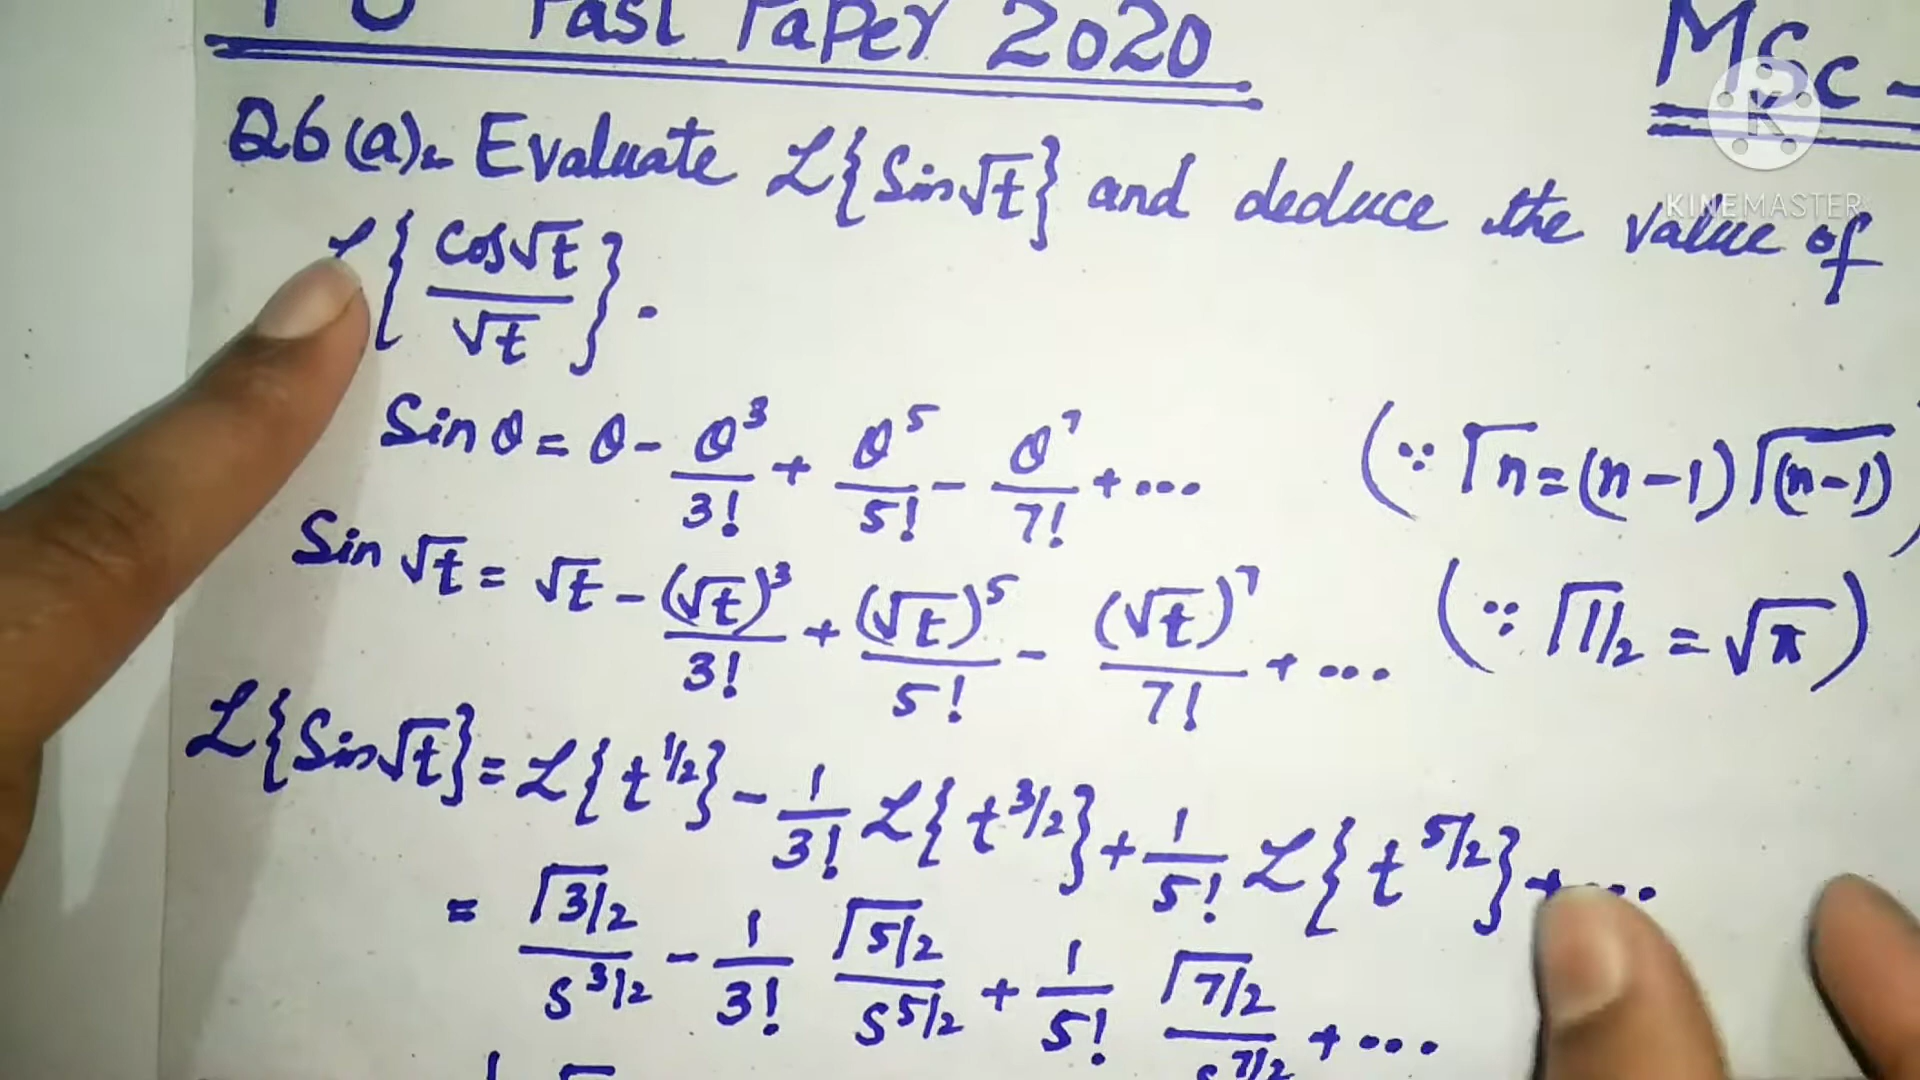 PU Past Paper 2020
MSc-
KINEMASTER
Q6(a). Evaluate ℒ{Sin√t} and deduce the value of
ℒ{cos√t/√t}.
Sin θ = θ - θ³/3! + θ⁵/5! - θ⁷/7! + ... (∵ Γn = (n-1)Γ(n-1)
Sin √t = √t - (√t)³/3! + (√t)⁵/5! - (√t)⁷/7! + ... (∵ Γ1/2 = √π)
ℒ{Sin√t} = ℒ{t^1/2} - 1/3! ℒ{t^3/2} + 1/5! ℒ{t^5/2} + ...
= Γ3/2 / s^3/2 - 1/3! Γ5/2 / s^5/2 + 1/5! Γ7/2 / s^7/2 + ...